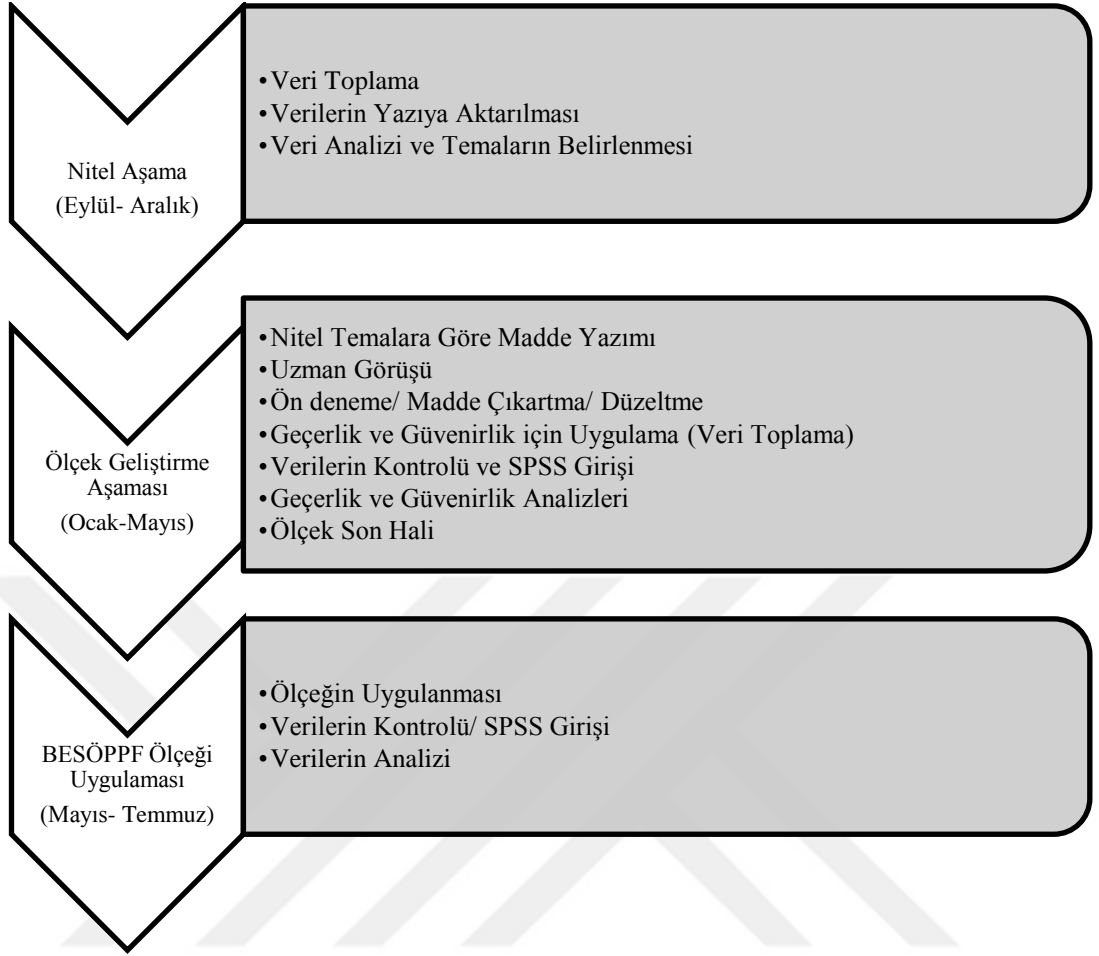 Nitel Aşama
(Eylül- Aralık)
•Veri Toplama
•Verilerin Yazıya Aktarılması
•Veri Analizi ve Temaların Belirlenmesi
Ölçek Geliştirme
Aşaması
(Ocak-Mayıs)
•Nitel Temalara Göre Madde Yazımı
•Uzman Görüşü
•Ön deneme/ Madde Çıkartma/ Düzeltme
•Geçerlik ve Güvenirlik için Uygulama (Veri Toplama)
•Verilerin Kontrolü ve SPSS Girişi
•Geçerlik ve Güvenirlik Analizleri
•Ölçek Son Hali
BESÖPPF Ölçeği
Uygulaması
(Mayıs- Temmuz)
•Ölçeğin Uygulanması
•Verilerin Kontrolü/ SPSS Girişi
•Verilerin Analizi